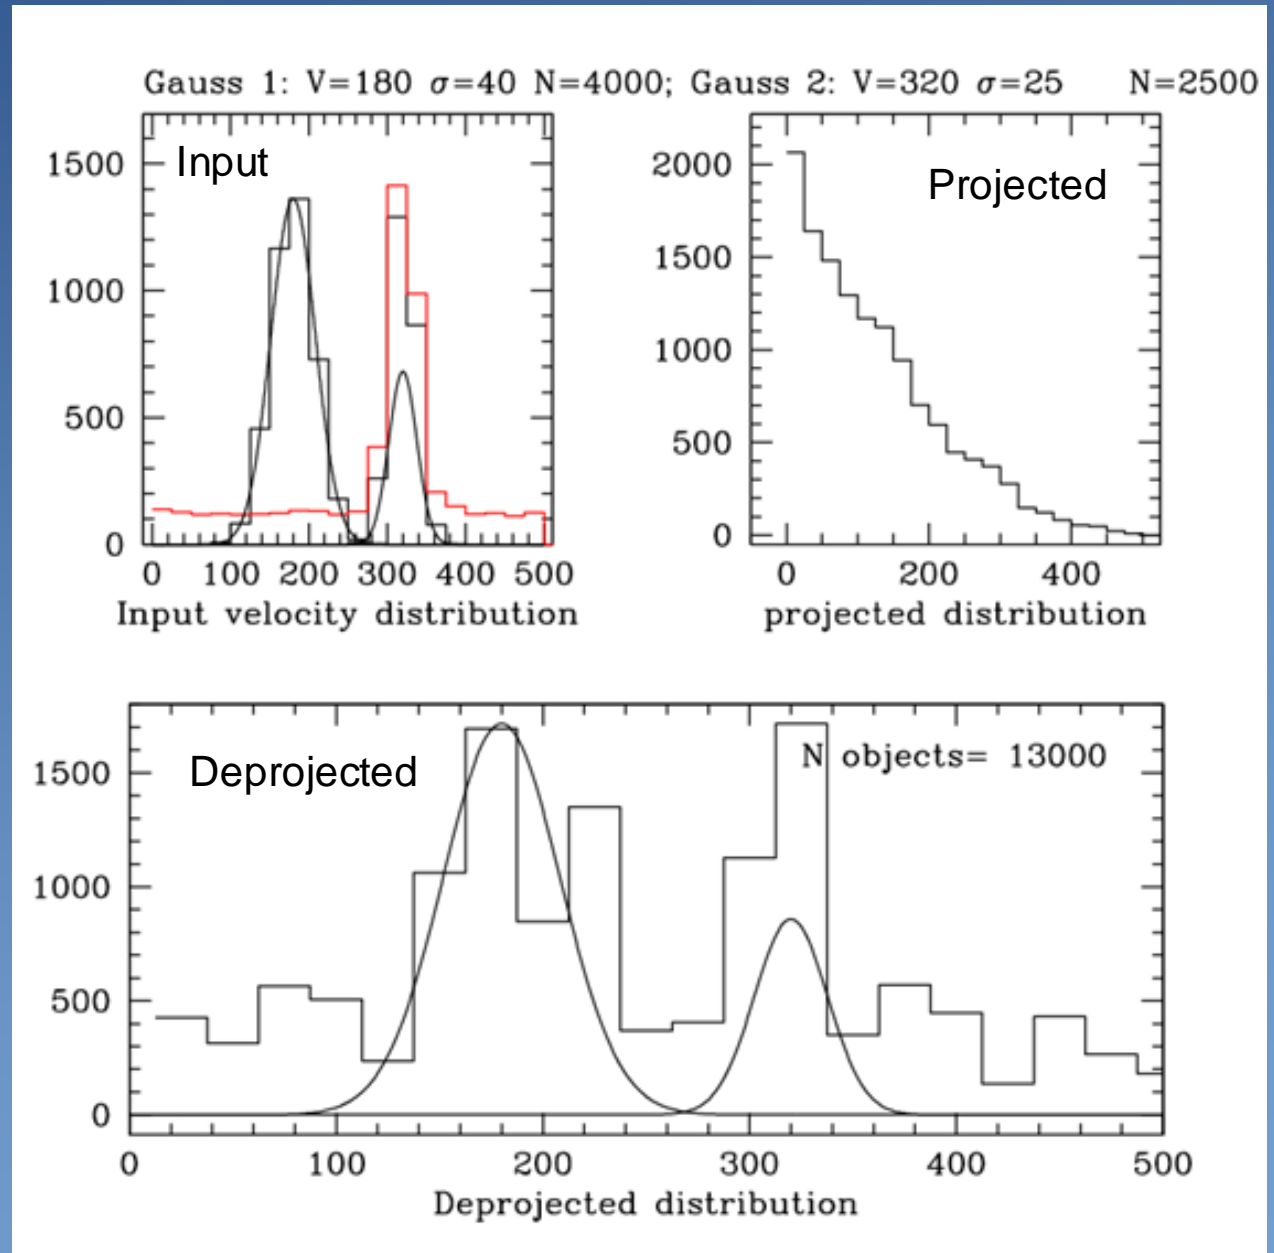 Gauss 1: V=180 σ=40 N=4000; Gauss 2: V=320 σ=25 N=2500
Input
1500
1000
500
0
0 100 200 300 400 500
Input velocity distribution
Projected
2000
1500
1000
500
0
0 200 400
projected distribution
Deprojected
N objects= 13000
1500
1000
500
0
0 100 200 300 400 500
Deprojected distribution